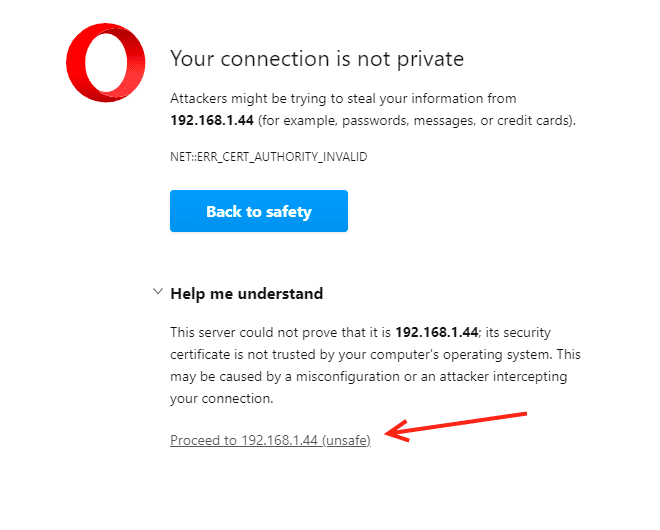 Your connection is not private
Attackers might be trying to steal your information from
192.168.1.44 (for example, passwords, messages, or credit cards).
NET::ERR_CERT_AUTHORITY_INVALID
Back to safety
Help me understand
This server could not prove that it is 192.168.1.44; its security
certificate is not trusted by your computer's operating system. This
may be caused by a misconfiguration or an attacker intercepting
your connection.
Proceed to 192.168.1.44 (unsafe)